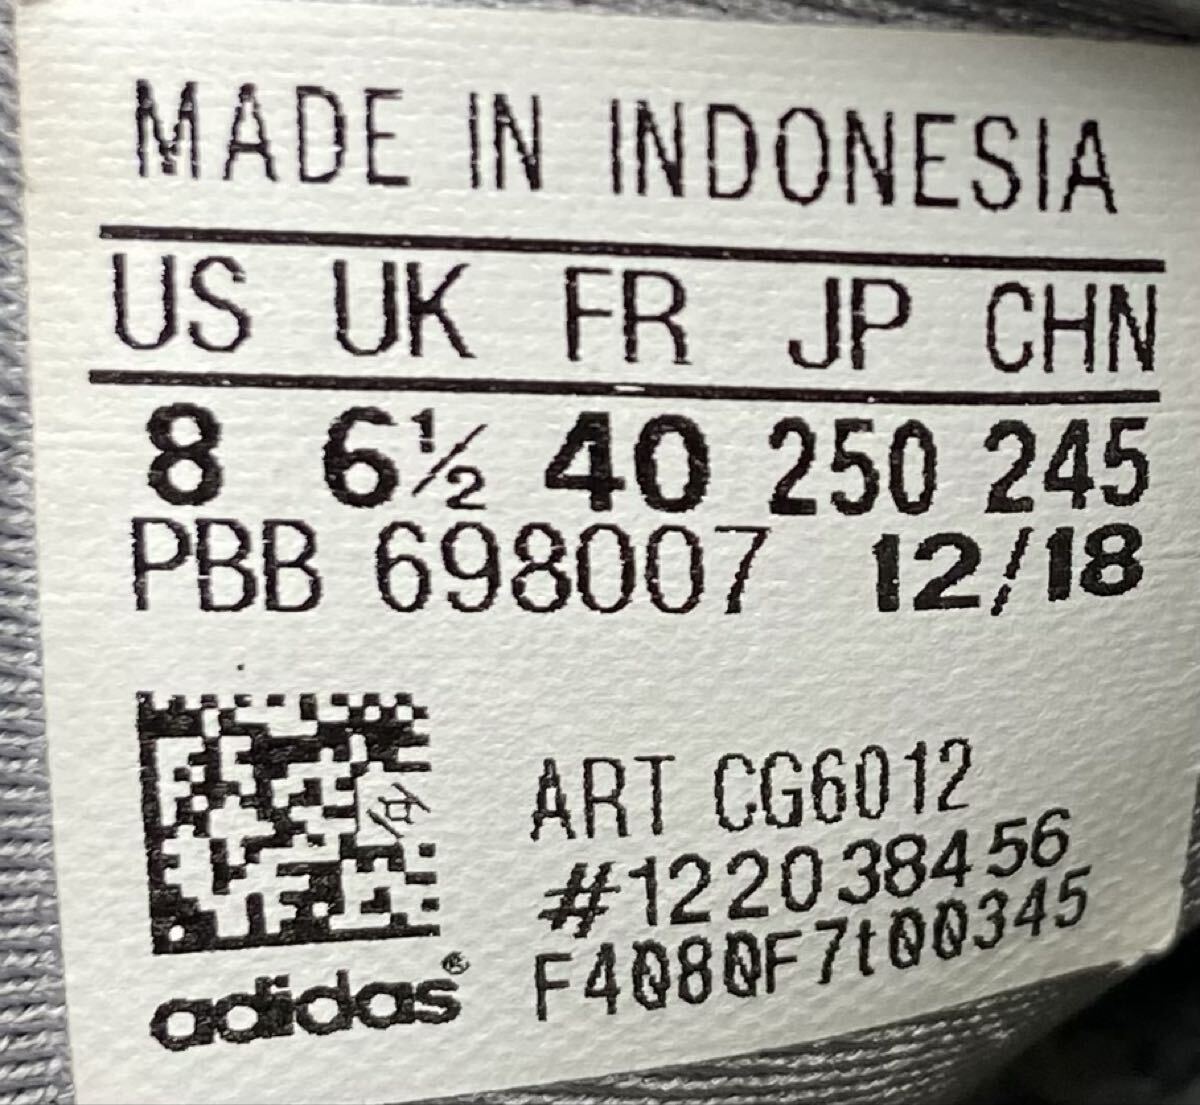 MADE IN INDONESIA
US UK FR JP CHN
8 6½ 40 250 245
PBB 698007 12/18
ART CG6012
#122038456
F4080F7t00345
adidas®